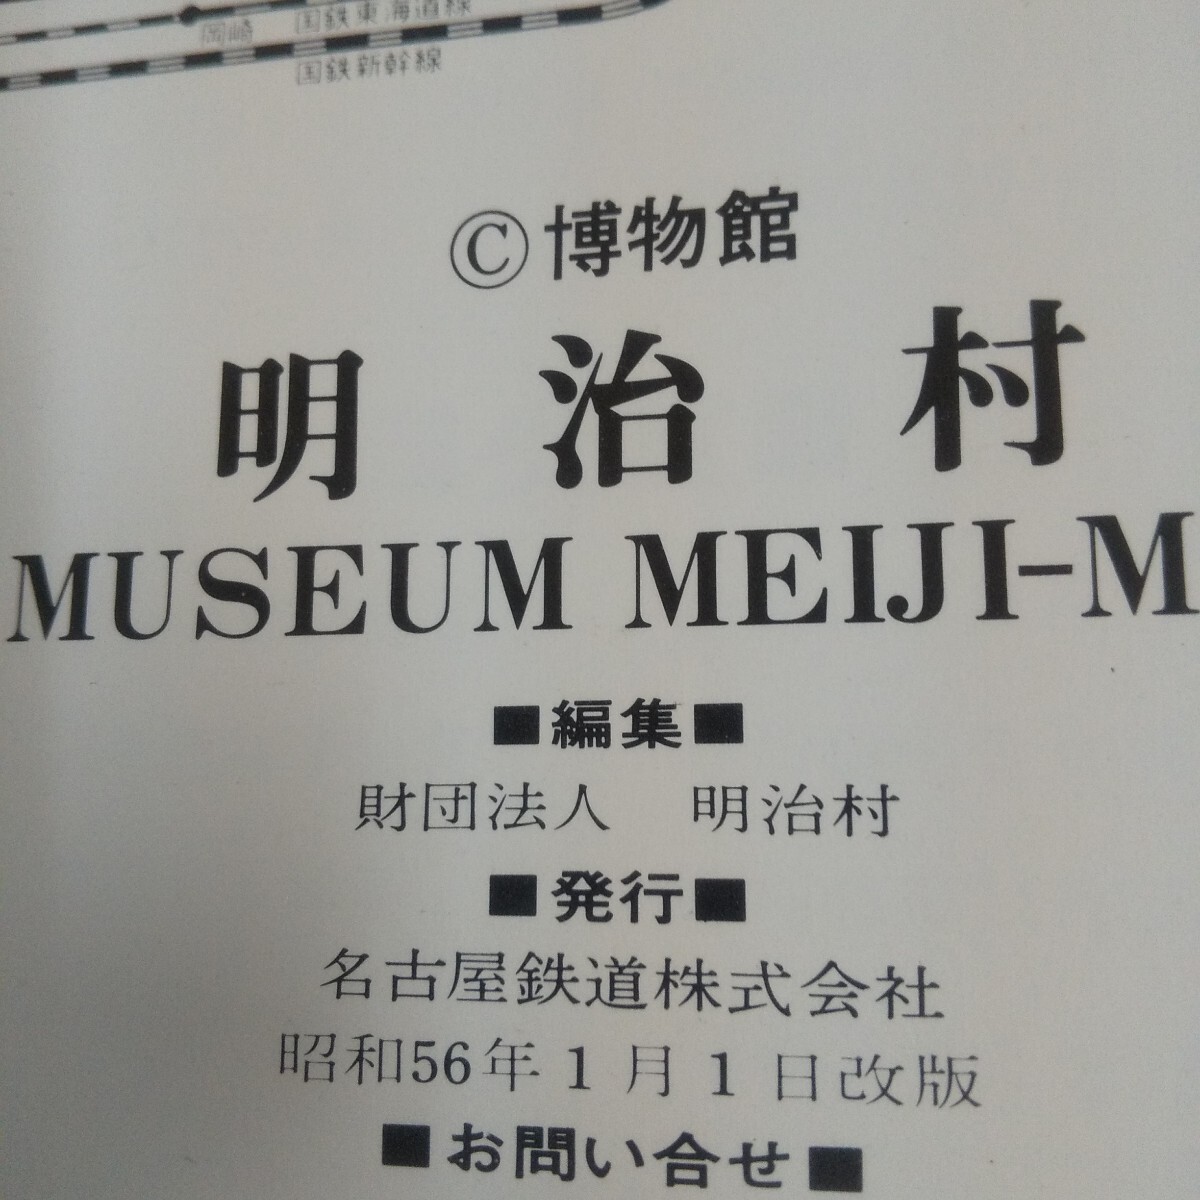 国鉄東海道線
岡崎
国鉄新幹線
©博物館
明治村
MUSEUM MEIJI-M
■編集■
財団法人 明治村
■発行■
名古屋鉄道株式会社
昭和56年1月1日改版
■お問い合せ■